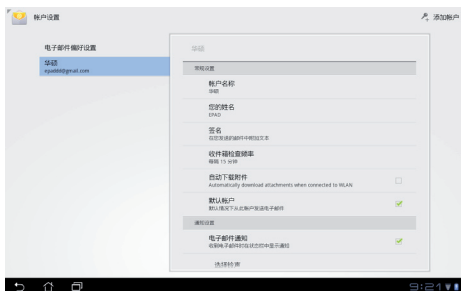 帐户设置
添加帐户
电子邮件偏好设置
华硕
epad88@gmail.com
华硕
常规设置
帐户名称
华硕
您的姓名
EPAD
签名
在您发送的邮件中附加文本
收件箱检查频率
每隔 15 分钟
自动下载附件
Automatically download attachments when connected to WLAN
默认帐户
默认情况下从此帐户发送电子邮件
通知设置
电子邮件通知
收到电子邮件时在状态栏中显示通知
选择铃声
9:21